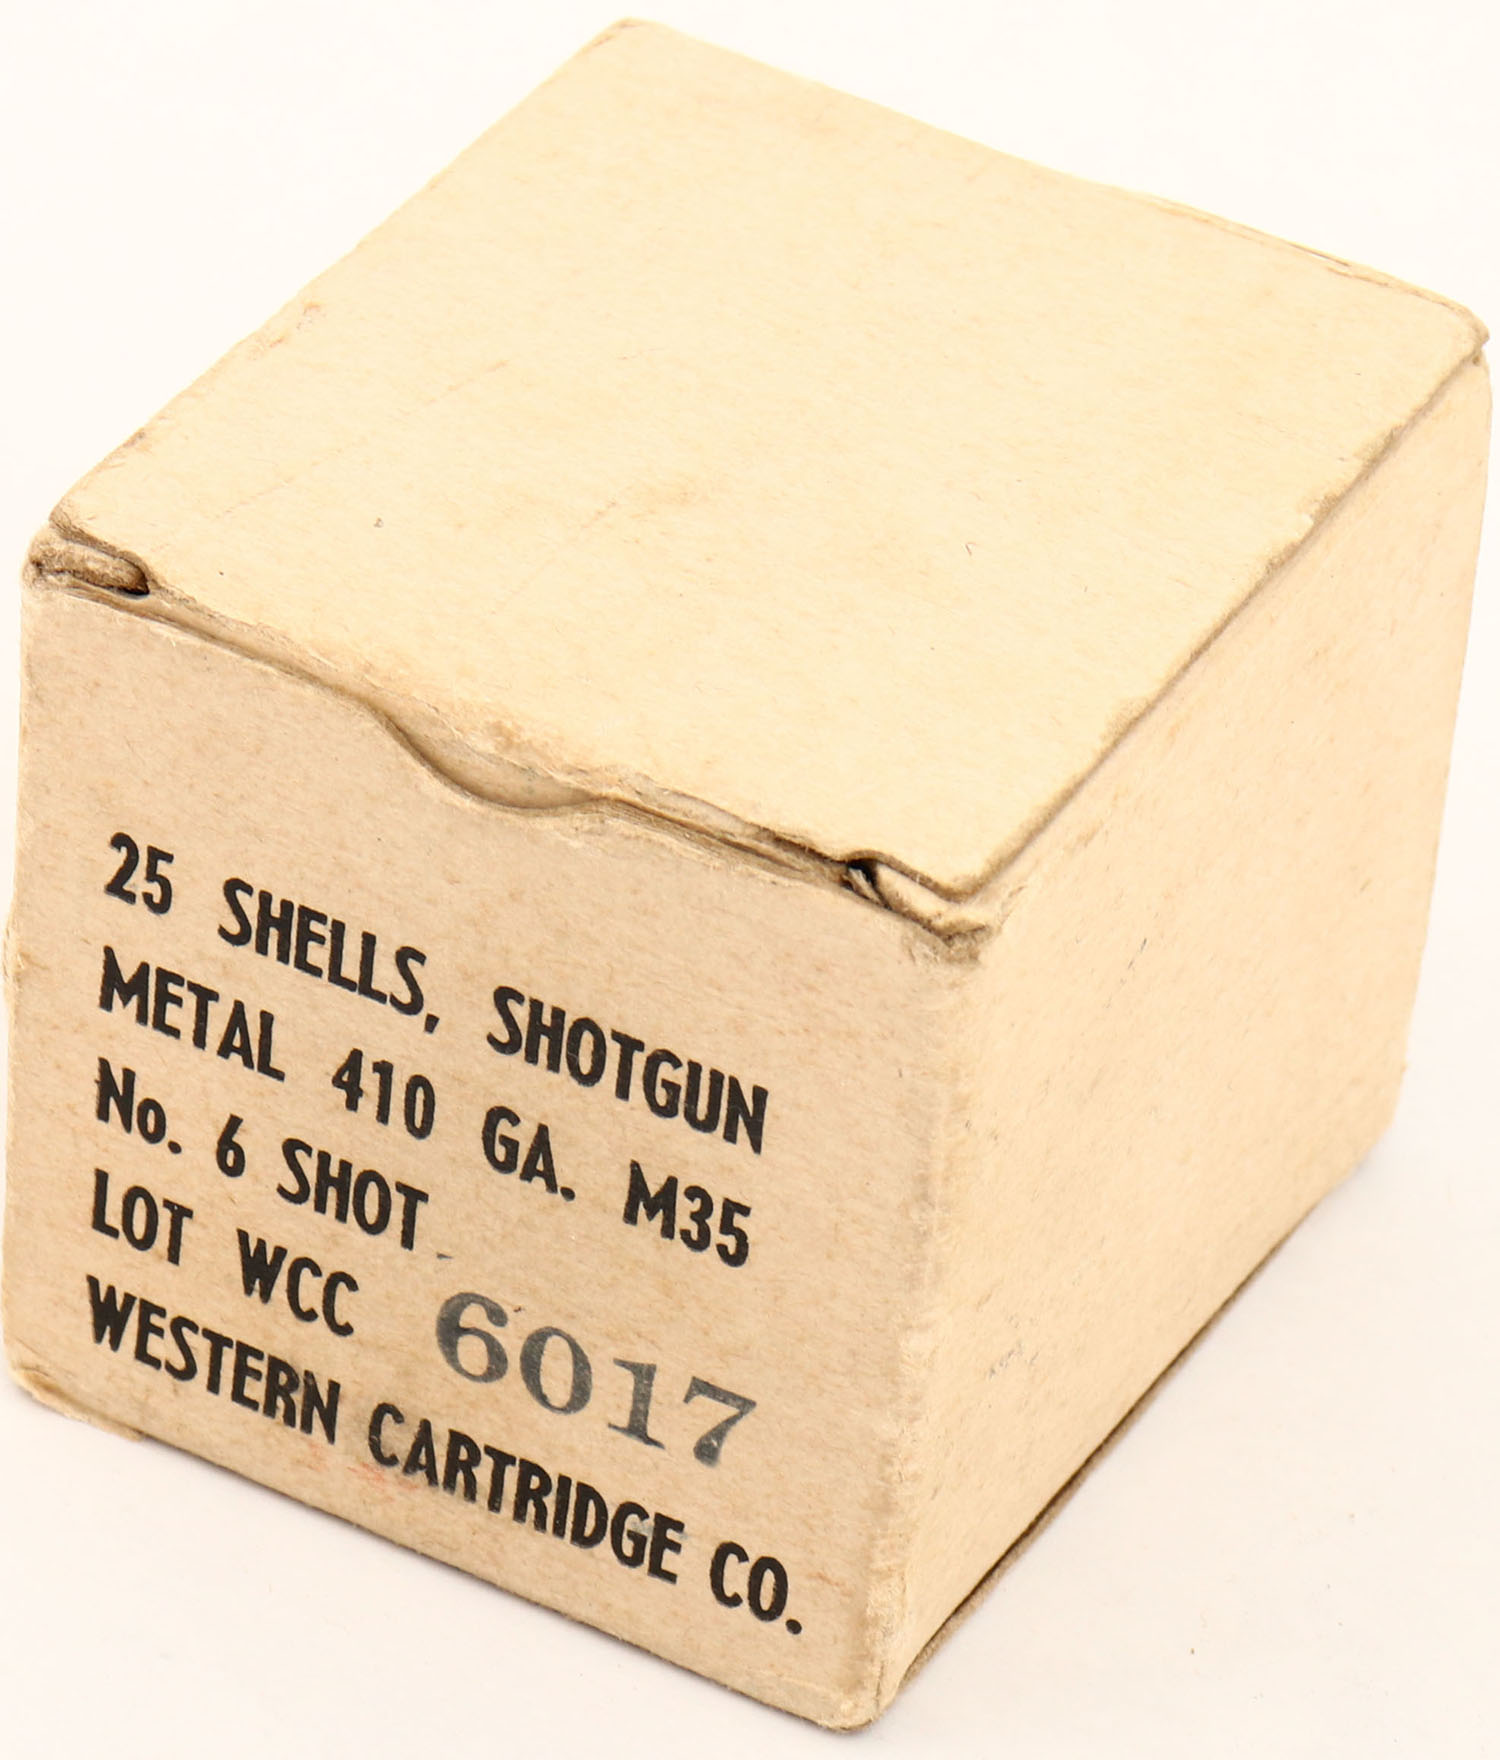 25 SHELLS, SHOTGUN
METAL 410 GA. M35
No. 6 SHOT
LOT WCC 6017
WESTERN CARTRIDGE CO.